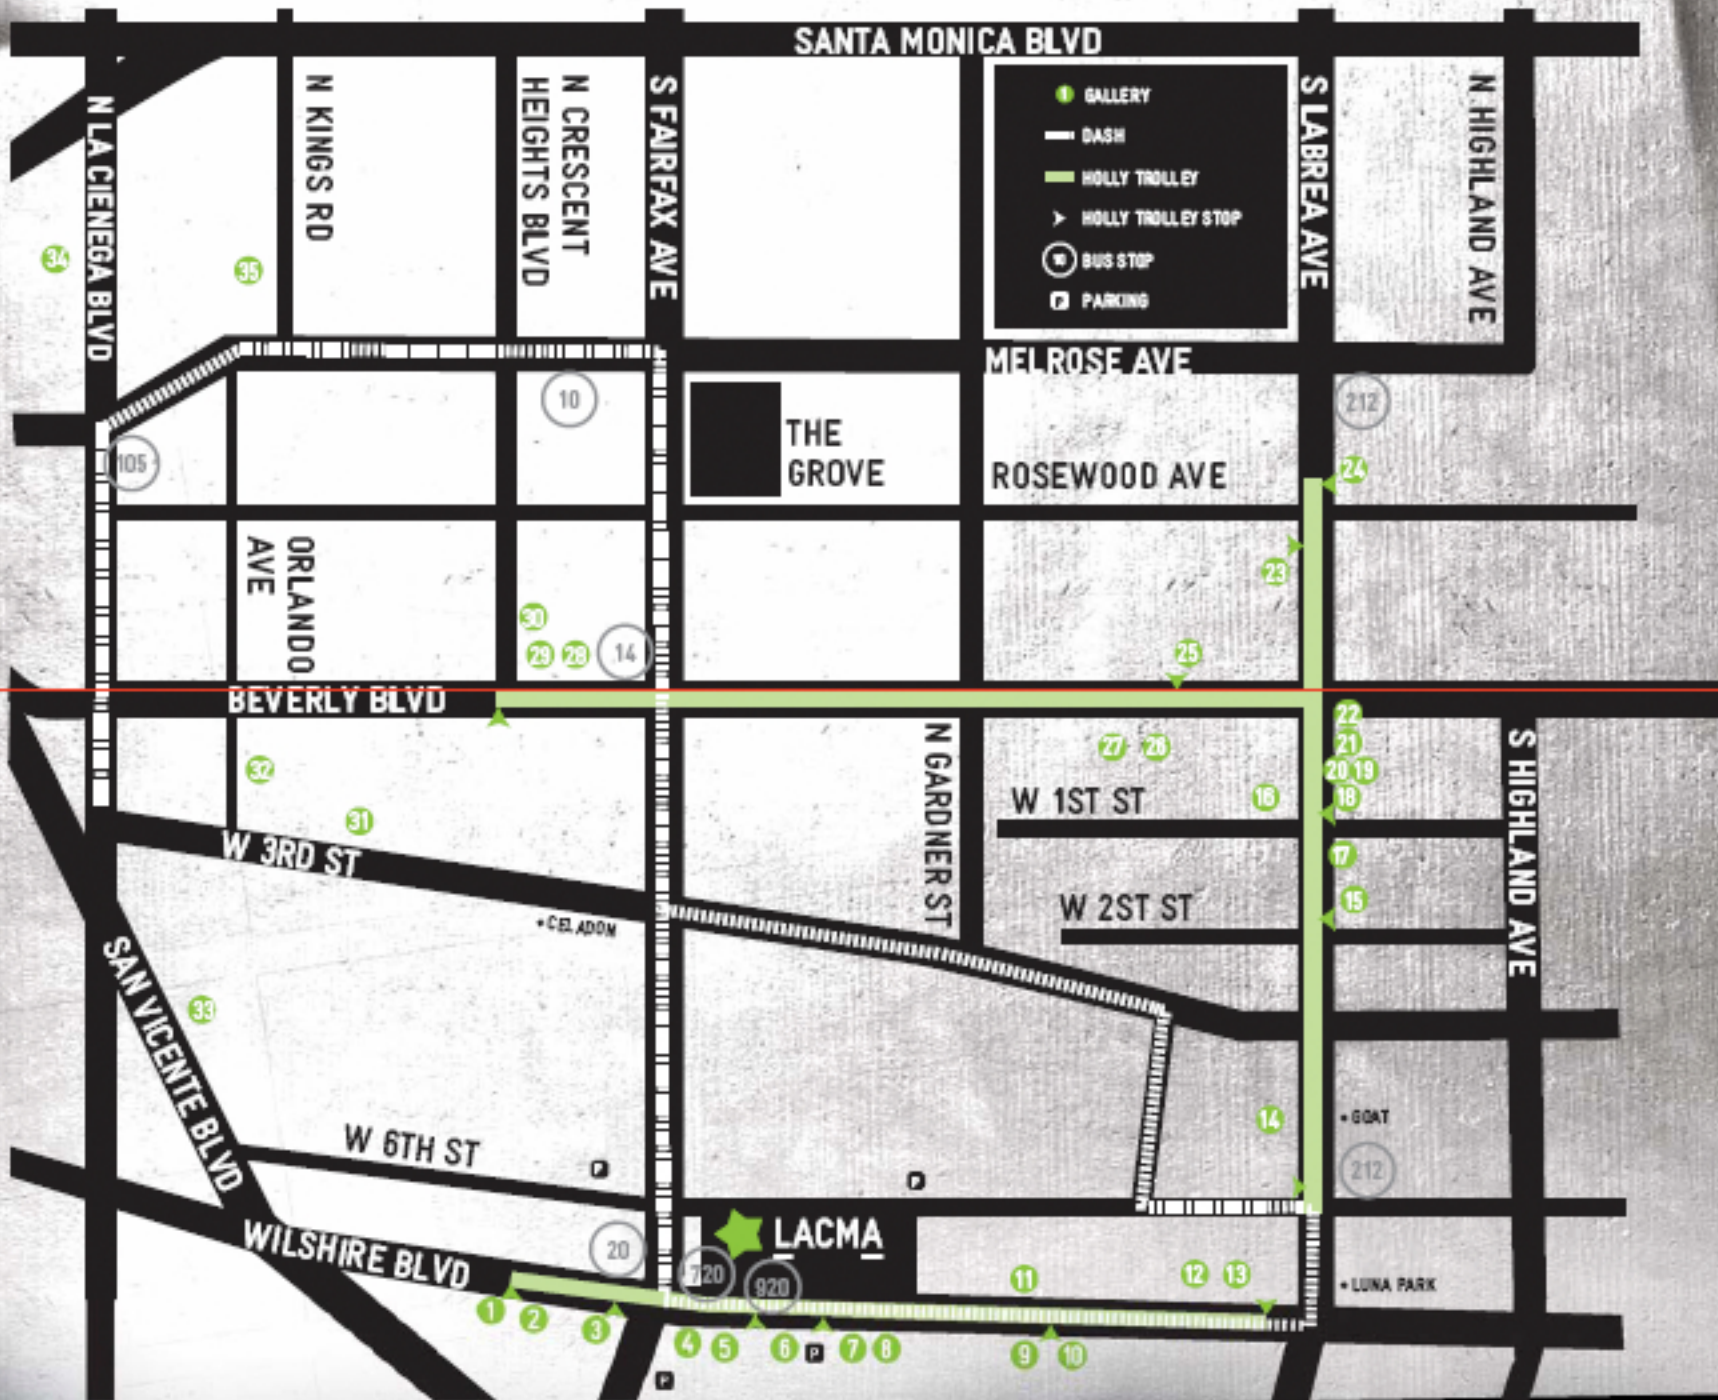 SANTA MONICA BLVD
N LA CIENEGA BLVD
N KINGS RD
N CRESCENT
HEIGHTS BLVD
S FAIRFAX AVE
1 GALLERY
DASH
HOLLY TROLLEY
HOLLY TROLLEY STOP
10 BUS STOP
P PARKING
S LABREA AVE
N HIGHLAND AVE
34
35
MELROSE AVE
10
212
105
THE
GROVE
ROSEWOOD AVE
24
23
ORLANDO
AVE
30
29 28
14
25
BEVERLY BLVD
22
21
20 19
18
27 26
16
W 1ST ST
N GARDNER ST
S HIGHLAND AVE
32
31
W 3RD ST
17
15
W 2ST ST
CELADON
SAN VICENTE BLVD
33
14
GOAT
212
W 6TH ST
P
P
LACMA
20
720
920
WILSHIRE BLVD
11
12 13
LUNA PARK
1
2
3
4
5
6
P
7
8
9
10
P